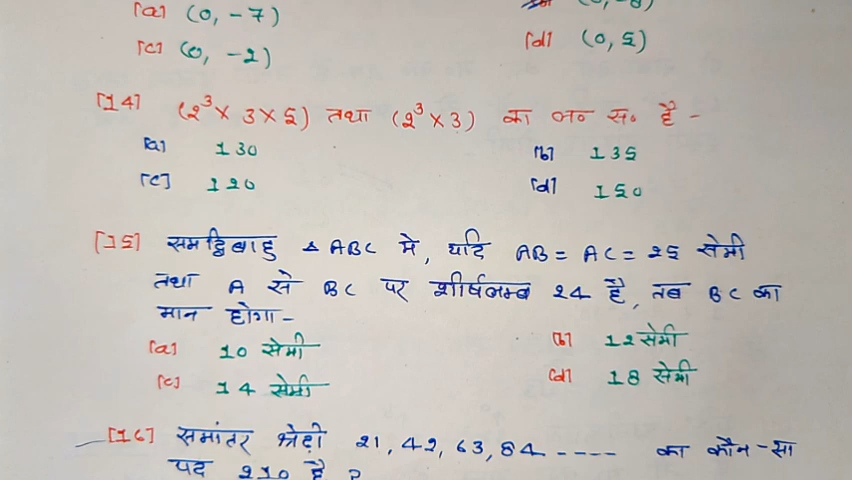 [a] (0, -7)
[c] (0, -2)
[d] (0, 5)
[14] (2³ × 3 × 5) तथा (2³ × 3) का ल० स० है -
[a] 130 [b] 135
[c] 120 [d] 150
[15] समद्विबाहु △ ABC मे, यदि AB = AC = 25 सेमी
तथा A से BC पर शीर्षलम्ब 24 है, तब BC का
मान होगा -
[a] 10 सेमी [b] 12 सेमी
[c] 14 सेमी [d] 18 सेमी
[16] समांतर श्रेढ़ी 21, 42, 63, 84 ---- का कौन-सा
पद 210 है ?